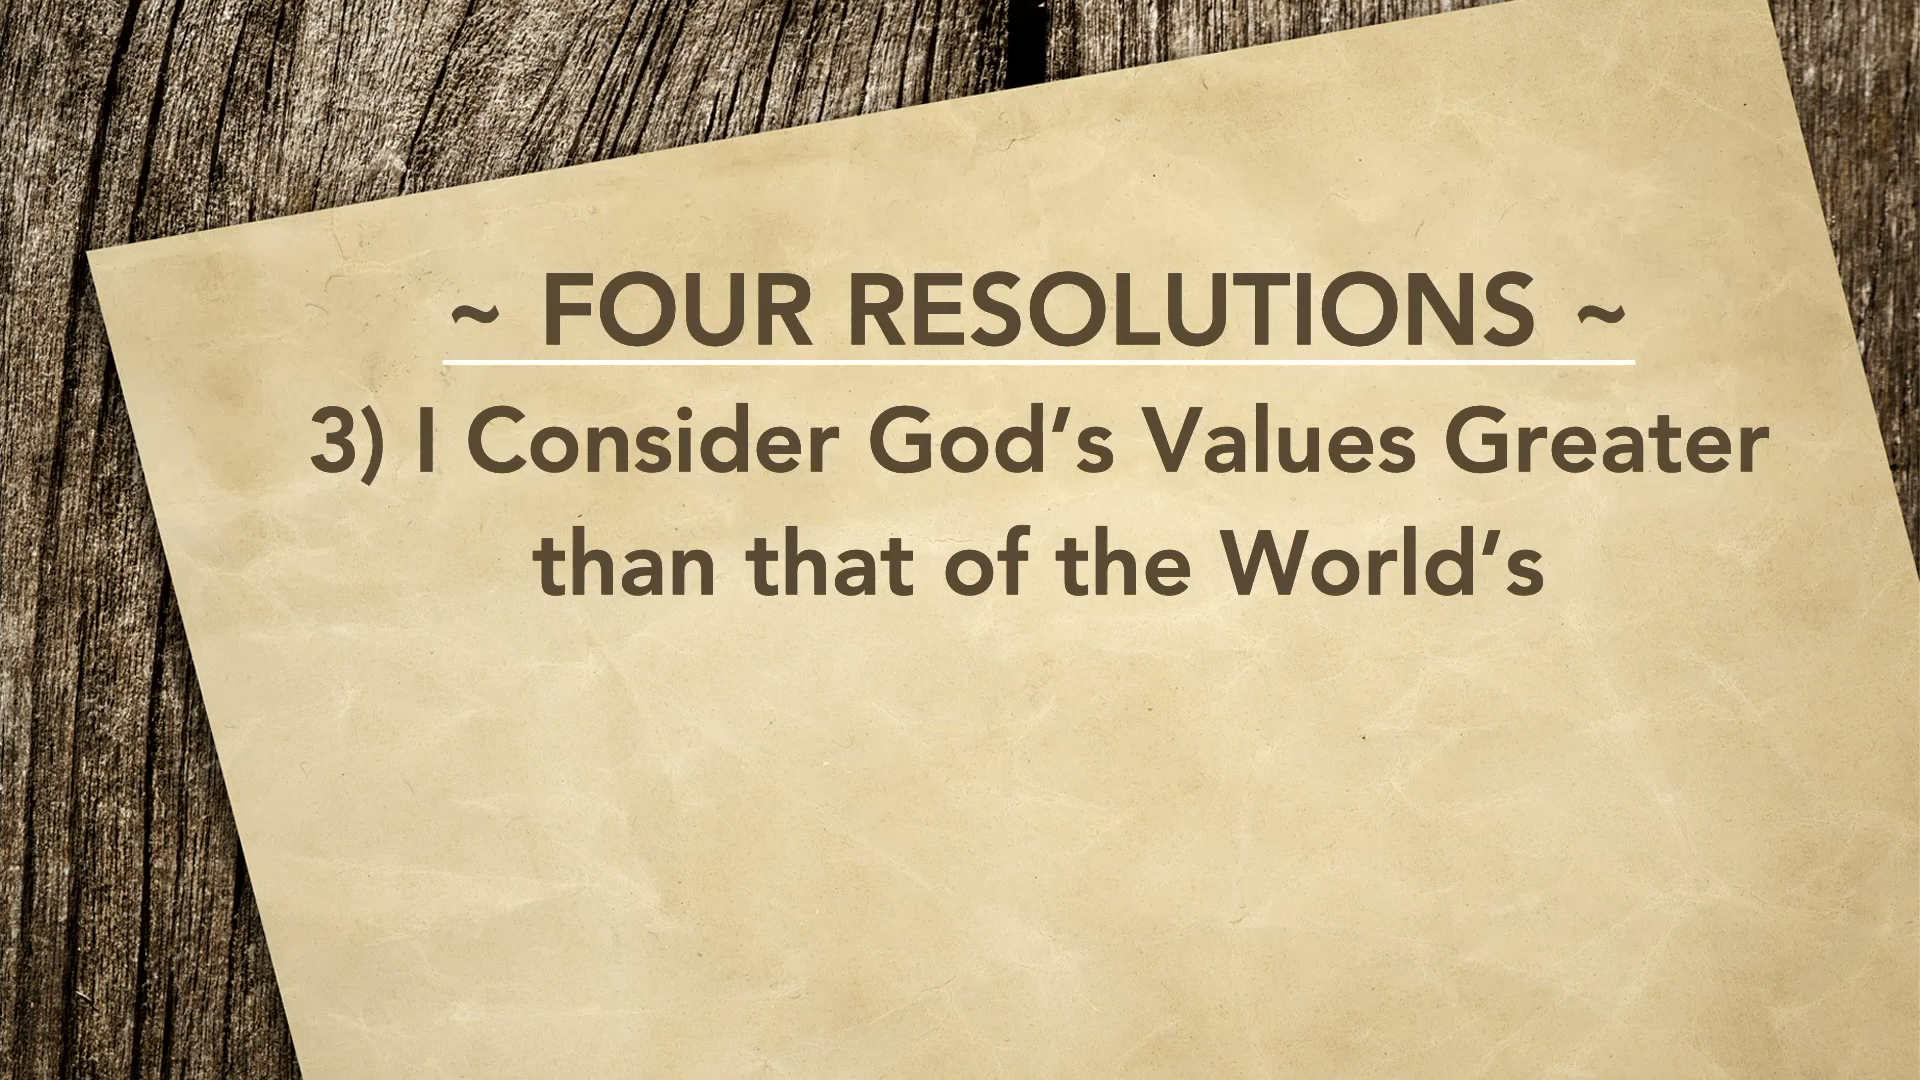 ~ FOUR RESOLUTIONS ~
3) I Consider God’s Values Greater
than that of the World’s